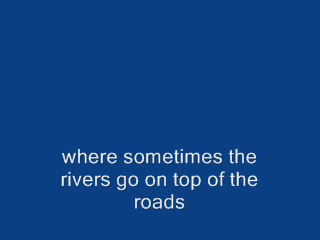 where sometimes the
rivers go on top of the
roads